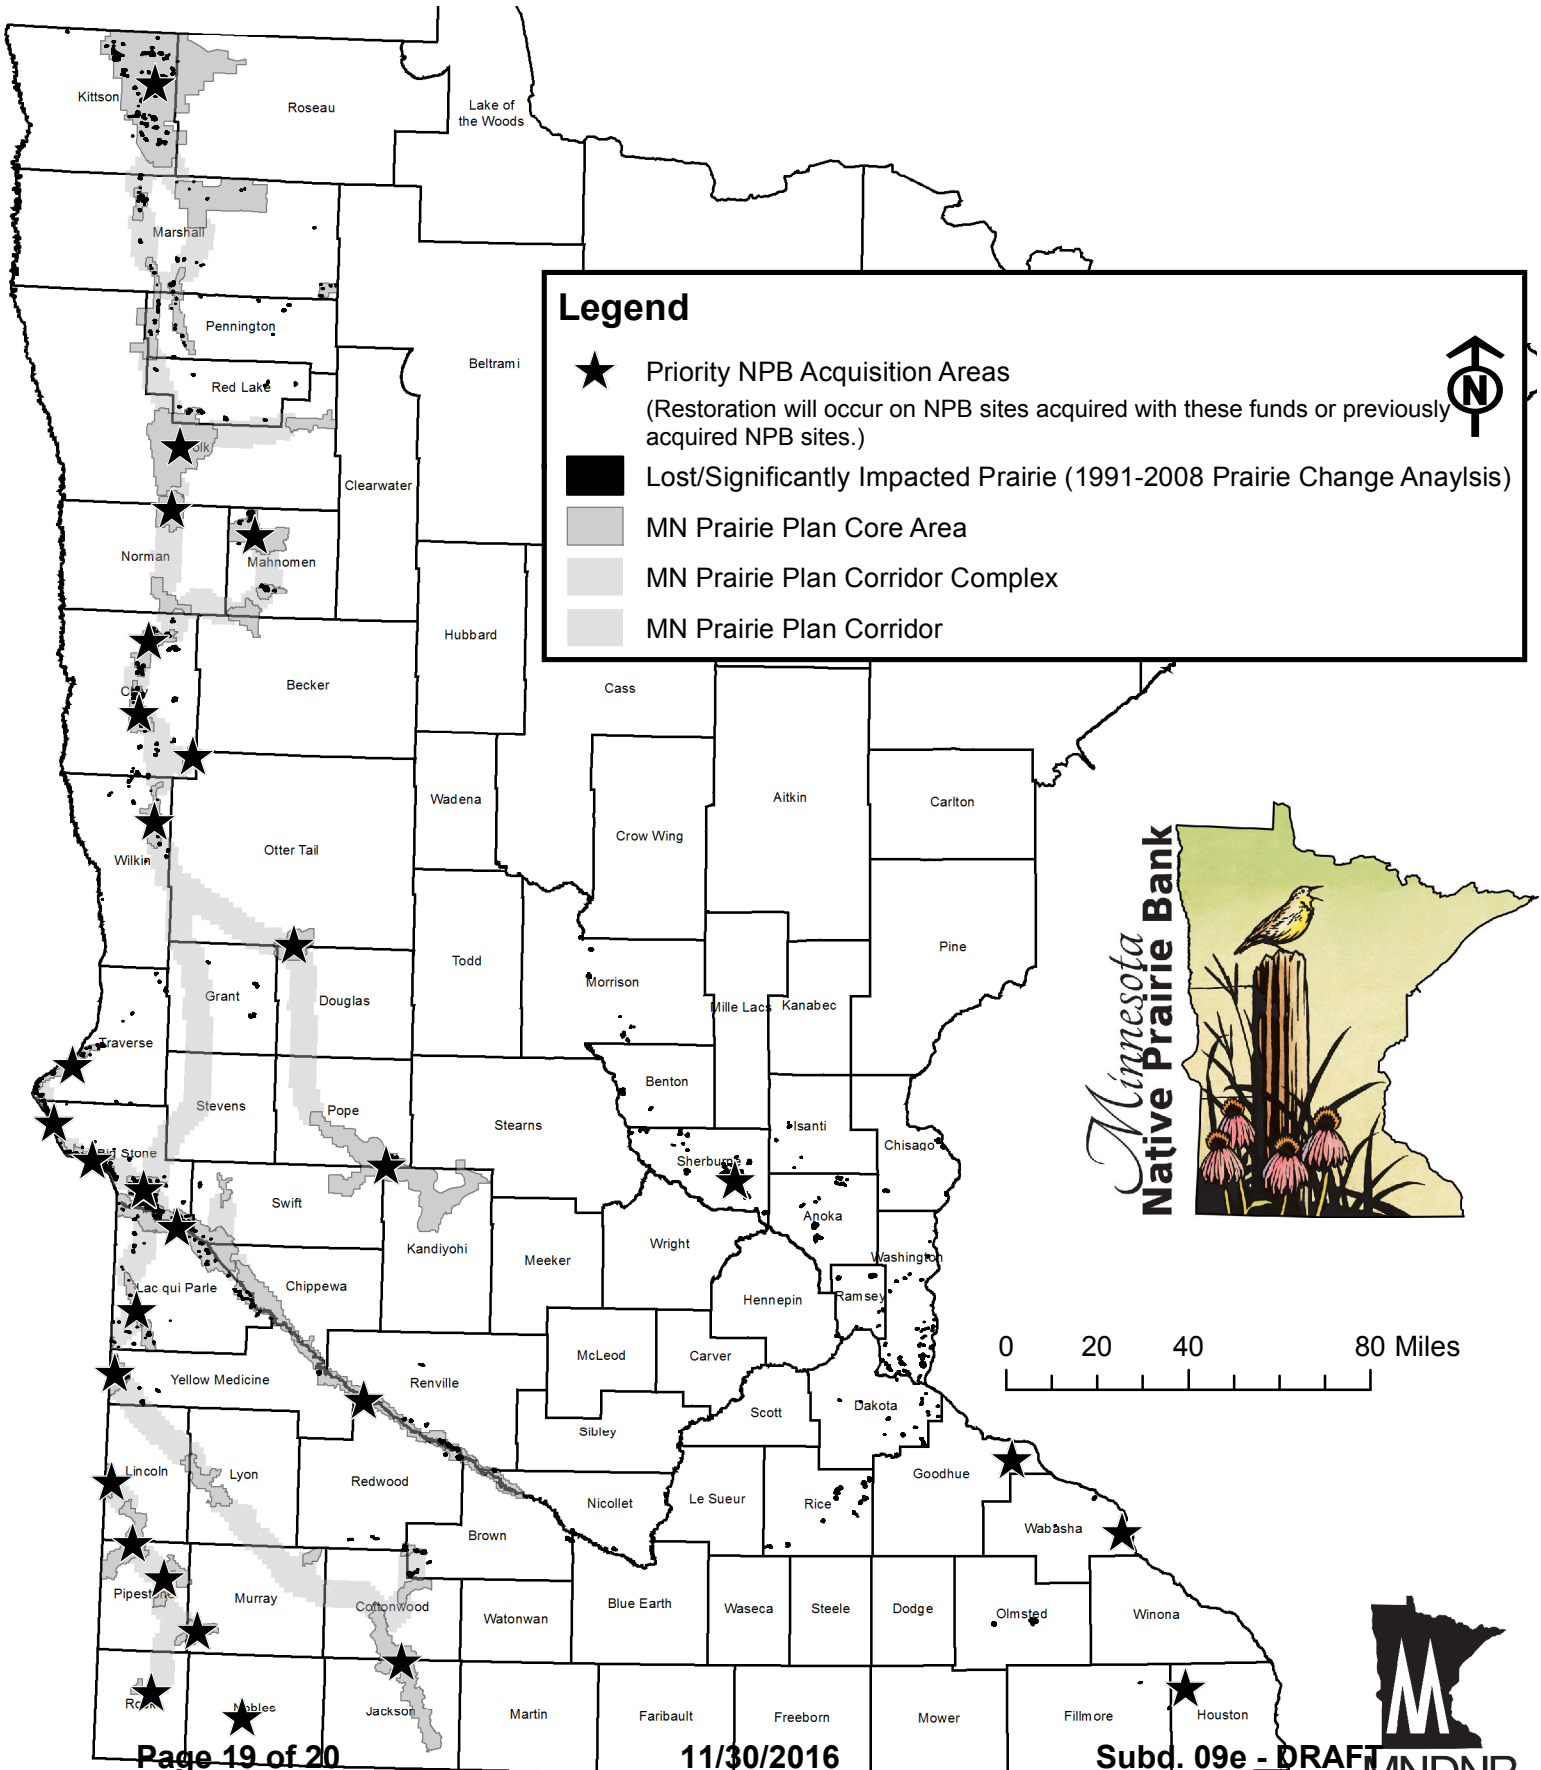 Kittson
Roseau
Lake of
the Woods
Marshall
Legend
Priority NPB Acquisition Areas
(Restoration will occur on NPB sites acquired with these funds or previously
acquired NPB sites.)
N
Lost/Significantly Impacted Prairie (1991-2008 Prairie Change Anaylsis)
MN Prairie Plan Core Area
MN Prairie Plan Corridor Complex
MN Prairie Plan Corridor
Pennington
Beltrami
Red Lake
Clearwater
Norman
Mahnomen
Hubbard
Becker
Cass
Wadena
Aitkin
Carlton
Crow Wing
Otter Tail
Wilkin
Pine
Todd
Morrison
Grant
Douglas
Mille Lacs
Kanabec
Traverse
Benton
Stevens
Pope
Stearns
Isanti
Chisago
Big Stone
Sherburne
Swift
Anoka
Kandiyohi
Wright
Washington
Meeker
Lac qui Parle
Chippewa
Hennepin
Ramsey
Minnesota
Native Prairie Bank
0 20 40 80 Miles
McLeod
Carver
Yellow Medicine
Renville
Scott
Dakota
Sibley
Lincoln
Lyon
Redwood
Goodhue
Nicollet
Le Sueur
Rice
Brown
Wabasha
Pipestone
Murray
Cottonwood
Watonwan
Blue Earth
Waseca
Steele
Dodge
Olmsted
Winona
Rock
Nobles
Jackson
Martin
Faribault
Freeborn
Mower
Fillmore
Houston
Page 19 of 20
11/30/2016
Subd. 09e - DRAFT
MNDNR